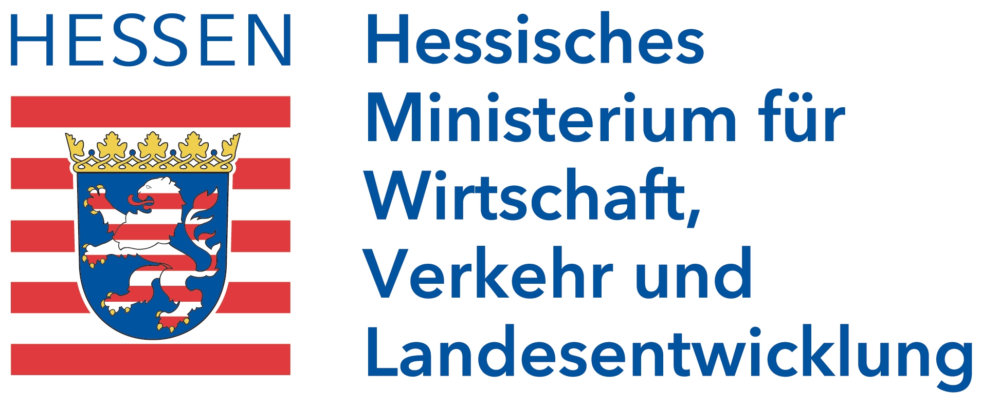 HESSEN
Hessisches
Ministerium für
Wirtschaft,
Verkehr und
Landesentwicklung